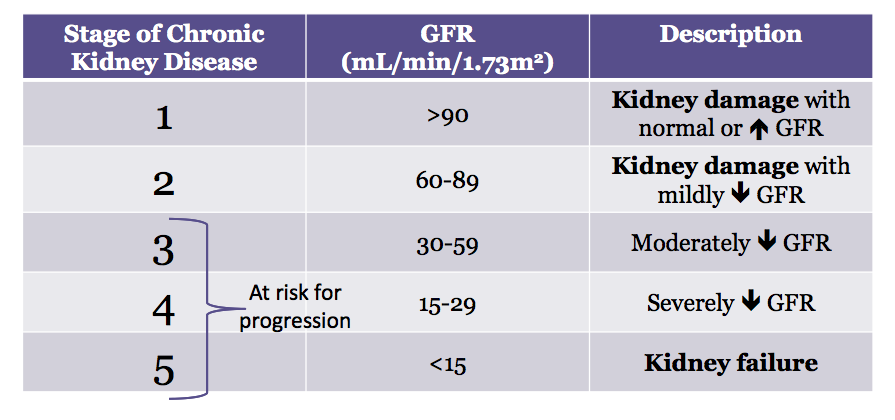 Stage of Chronic
Kidney Disease
GFR
(mL/min/1.73m²)
Description
1
>90
Kidney damage with
normal or 🡹 GFR
2
60-89
Kidney damage with
mildly 🡻 GFR
3
30-59
Moderately 🡻 GFR
At risk for
progression
4
15-29
Severely 🡻 GFR
5
<15
Kidney failure